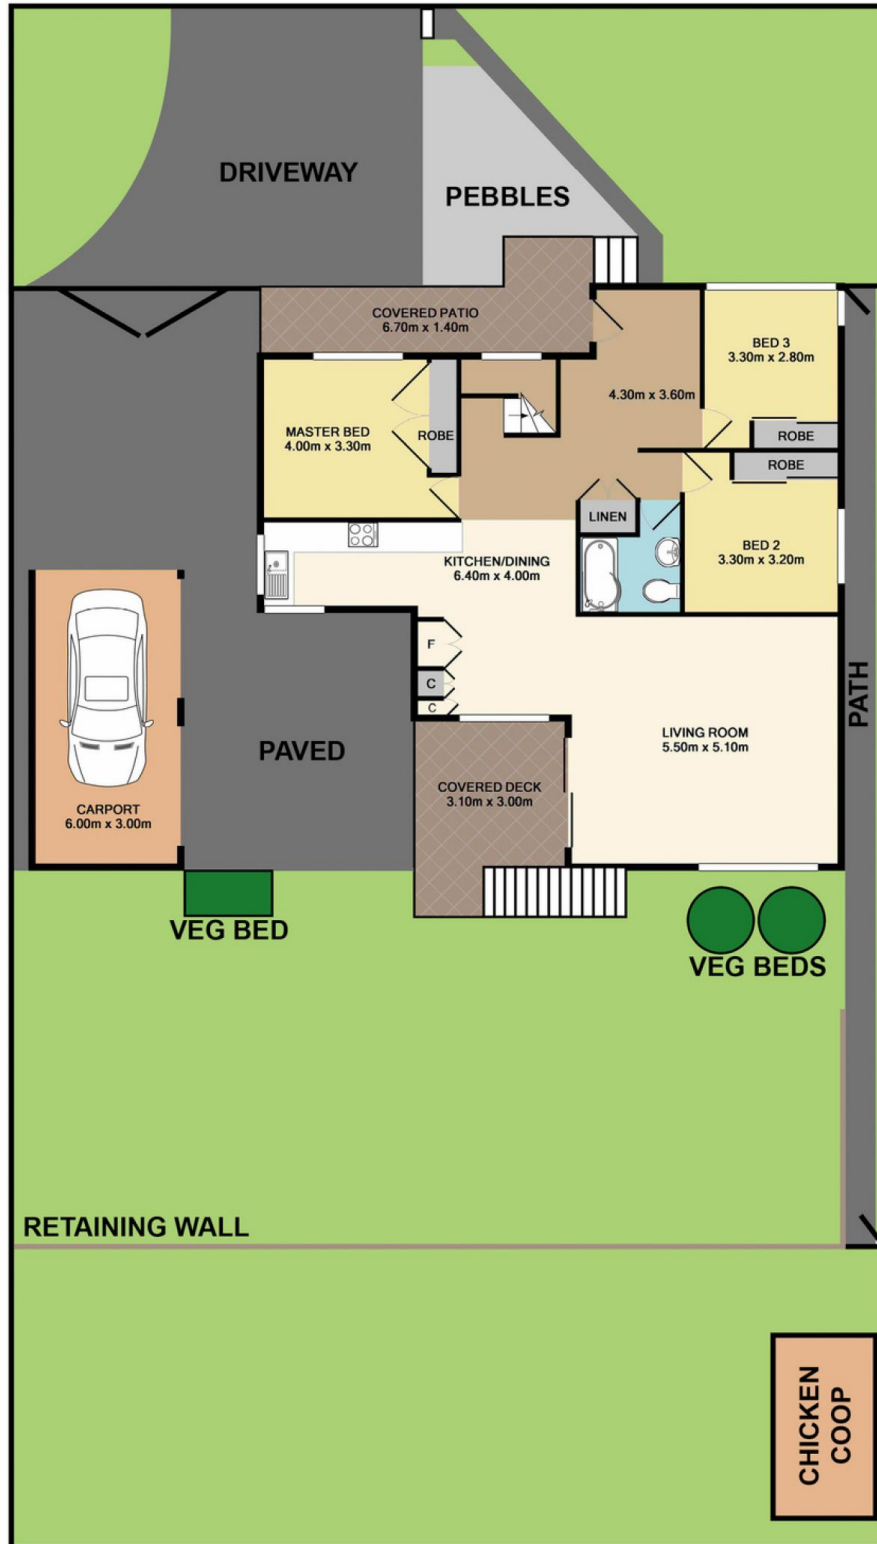 DRIVEWAY
PEBBLES
COVERED PATIO
6.70m x 1.40m
BED 3
3.30m x 2.80m
4.30m x 3.60m
MASTER BED
4.00m x 3.30m
ROBE
ROBE
ROBE
LINEN
BED 2
3.30m x 3.20m
KITCHEN/DINING
6.40m x 4.00m
F
C
C
PATH
LIVING ROOM
5.50m x 5.10m
PAVED
COVERED DECK
3.10m x 3.00m
CARPORT
6.00m x 3.00m
VEG BED
VEG BEDS
RETAINING WALL
CHICKEN
COOP